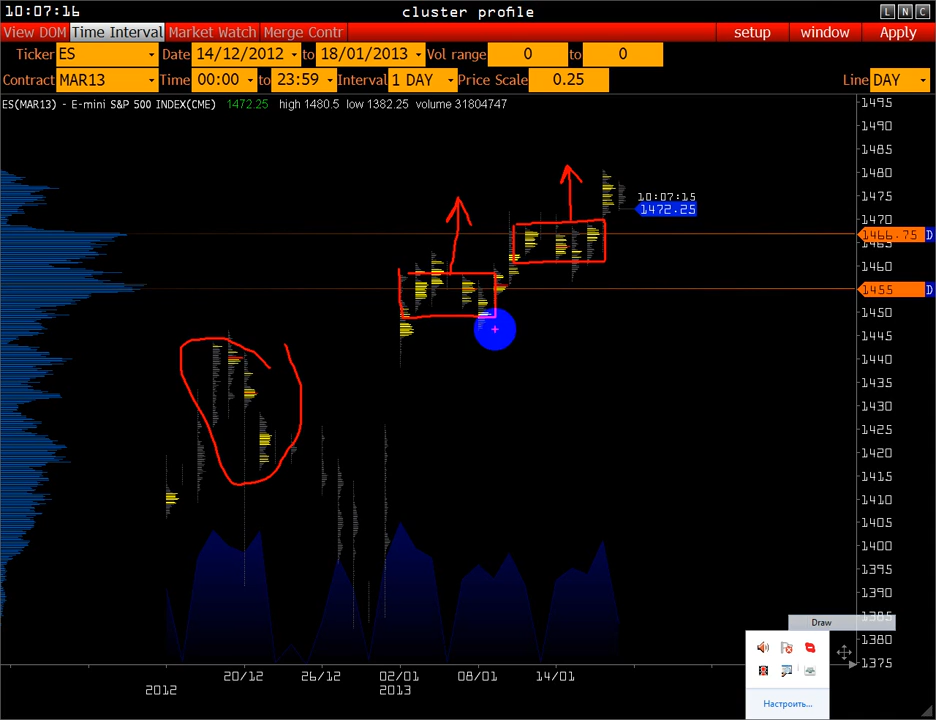 10:07:16 cluster profile L N C
View DOM Time Interval Market Watch Merge Contr setup window Apply
Ticker ES Date 14/12/2012 to 18/01/2013 Vol range 0 to 0
Contract MAR13 Time 00:00 to 23:59 Interval 1 DAY Price Scale 0.25 Line DAY
ES(MAR13) - E-mini S&P 500 INDEX(CME) 1472.25 high 1480.5 low 1382.25 volume 31804747
1495
1490
1485
1480
1475
10:07:15
1472.25
1470
1466.75 D
1465
1460
1455 D
1450
1445
1440
1435
1430
1425
1420
1415
1410
1405
1400
1395
1390
1385
Draw
1380
1375
20/12 26/12 02/01 08/01 14/01
2012 2013
Настроить...